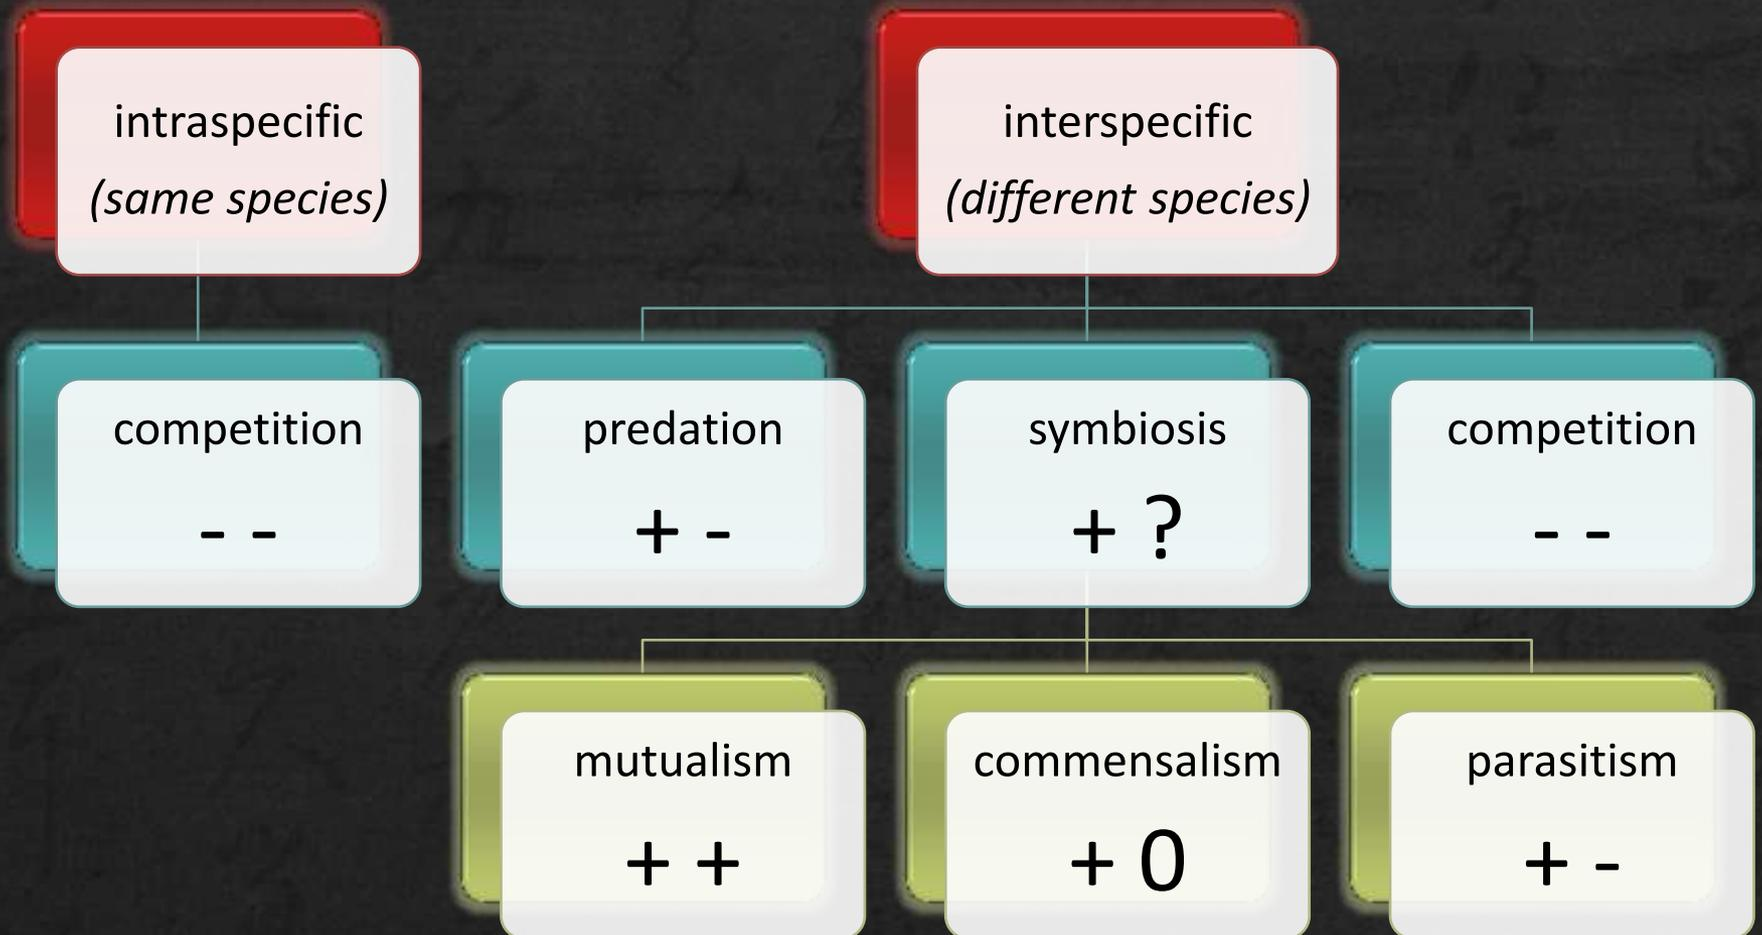 intraspecific
(same species)
interspecific
(different species)
competition
- -
predation
+ -
symbiosis
+ ?
competition
- -
mutualism
+ +
commensalism
+ 0
parasitism
+ -